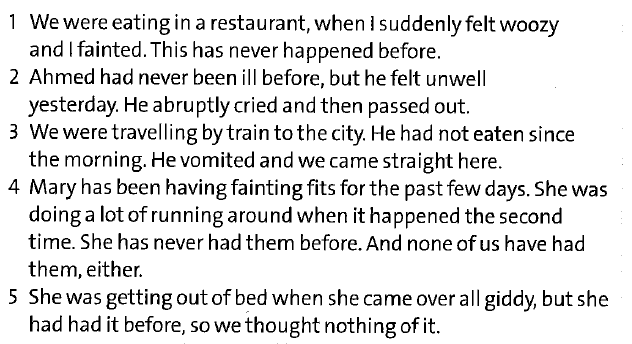 1 We were eating in a restaurant, when I suddenly felt woozy
and I fainted. This has never happened before.
2 Ahmed had never been ill before, but he felt unwell
yesterday. He abruptly cried and then passed out.
3 We were travelling by train to the city. He had not eaten since
the morning. He vomited and we came straight here.
4 Mary has been having fainting fits for the past few days. She was
doing a lot of running around when it happened the second
time. She has never had them before. And none of us have had
them, either.
5 She was getting out of bed when she came over all giddy, but she
had had it before, so we thought nothing of it.